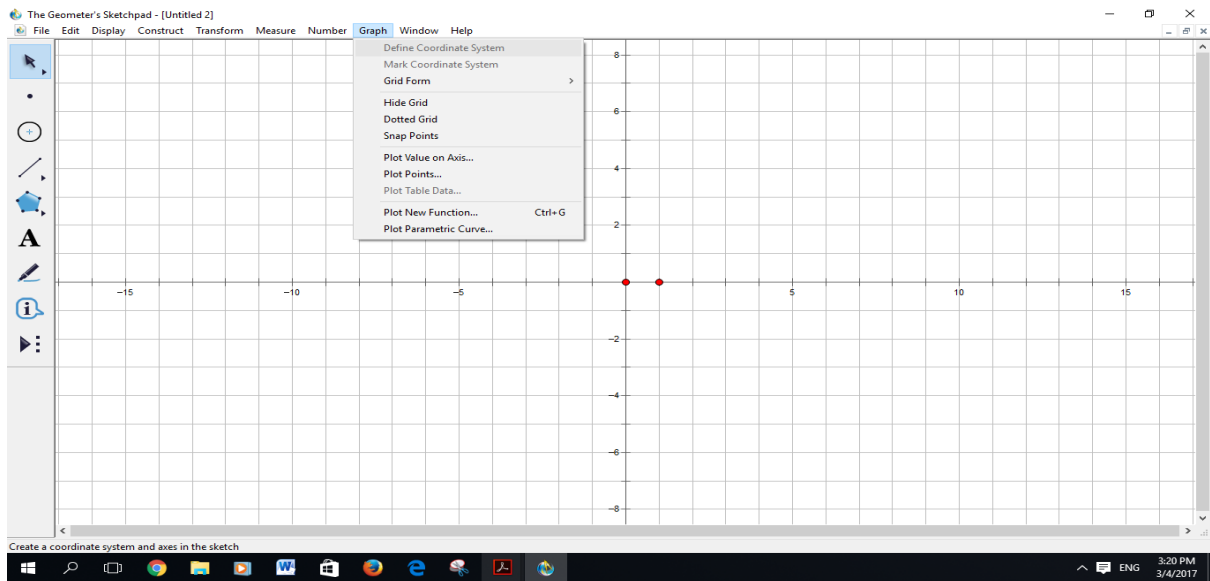 The Geometer's Sketchpad - [Untitled 2]
File Edit Display Construct Transform Measure Number Graph Window Help
Define Coordinate System
Mark Coordinate System
Grid Form
Hide Grid
Dotted Grid
Snap Points
Plot Value on Axis...
Plot Points...
Plot Table Data...
Plot New Function... Ctrl+G
Plot Parametric Curve...
A
i
8
6
4
2
-15 -10 -5 5 10 15
-2
-4
-6
-8
Create a coordinate system and axes in the sketch
ENG
3:20 PM
3/4/2017